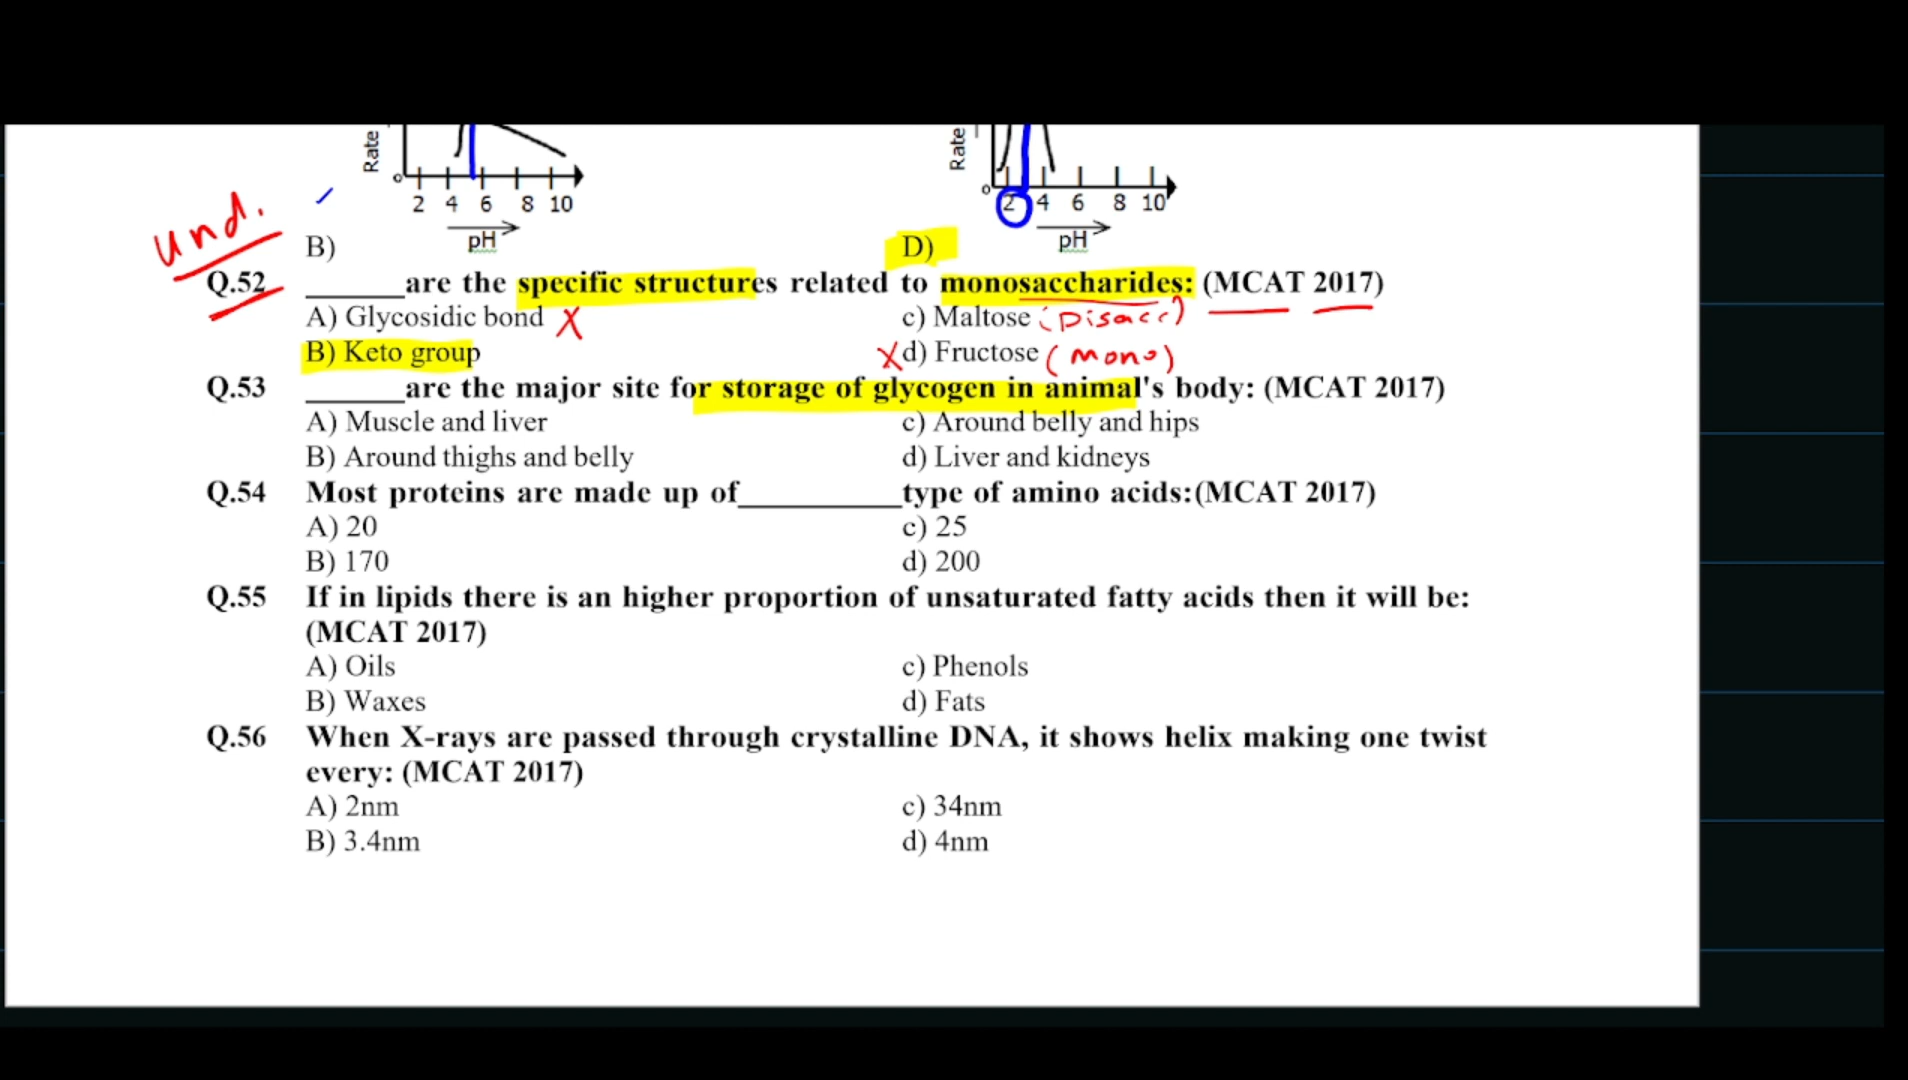 Rate
Rate
0
0
2 4 6 8 10
2 4 6 8 10
und.
B)
pH
D)
pH
Q.52 ______are the specific structures related to monosaccharides: (MCAT 2017)
A) Glycosidic bond X
c) Maltose (Disacc)
B) Keto group
X d) Fructose (mono)
Q.53 ______are the major site for storage of glycogen in animal's body: (MCAT 2017)
A) Muscle and liver
c) Around belly and hips
B) Around thighs and belly
d) Liver and kidneys
Q.54 Most proteins are made up of__________type of amino acids:(MCAT 2017)
A) 20
c) 25
B) 170
d) 200
Q.55 If in lipids there is an higher proportion of unsaturated fatty acids then it will be:
(MCAT 2017)
A) Oils
c) Phenols
B) Waxes
d) Fats
Q.56 When X-rays are passed through crystalline DNA, it shows helix making one twist
every: (MCAT 2017)
A) 2nm
c) 34nm
B) 3.4nm
d) 4nm